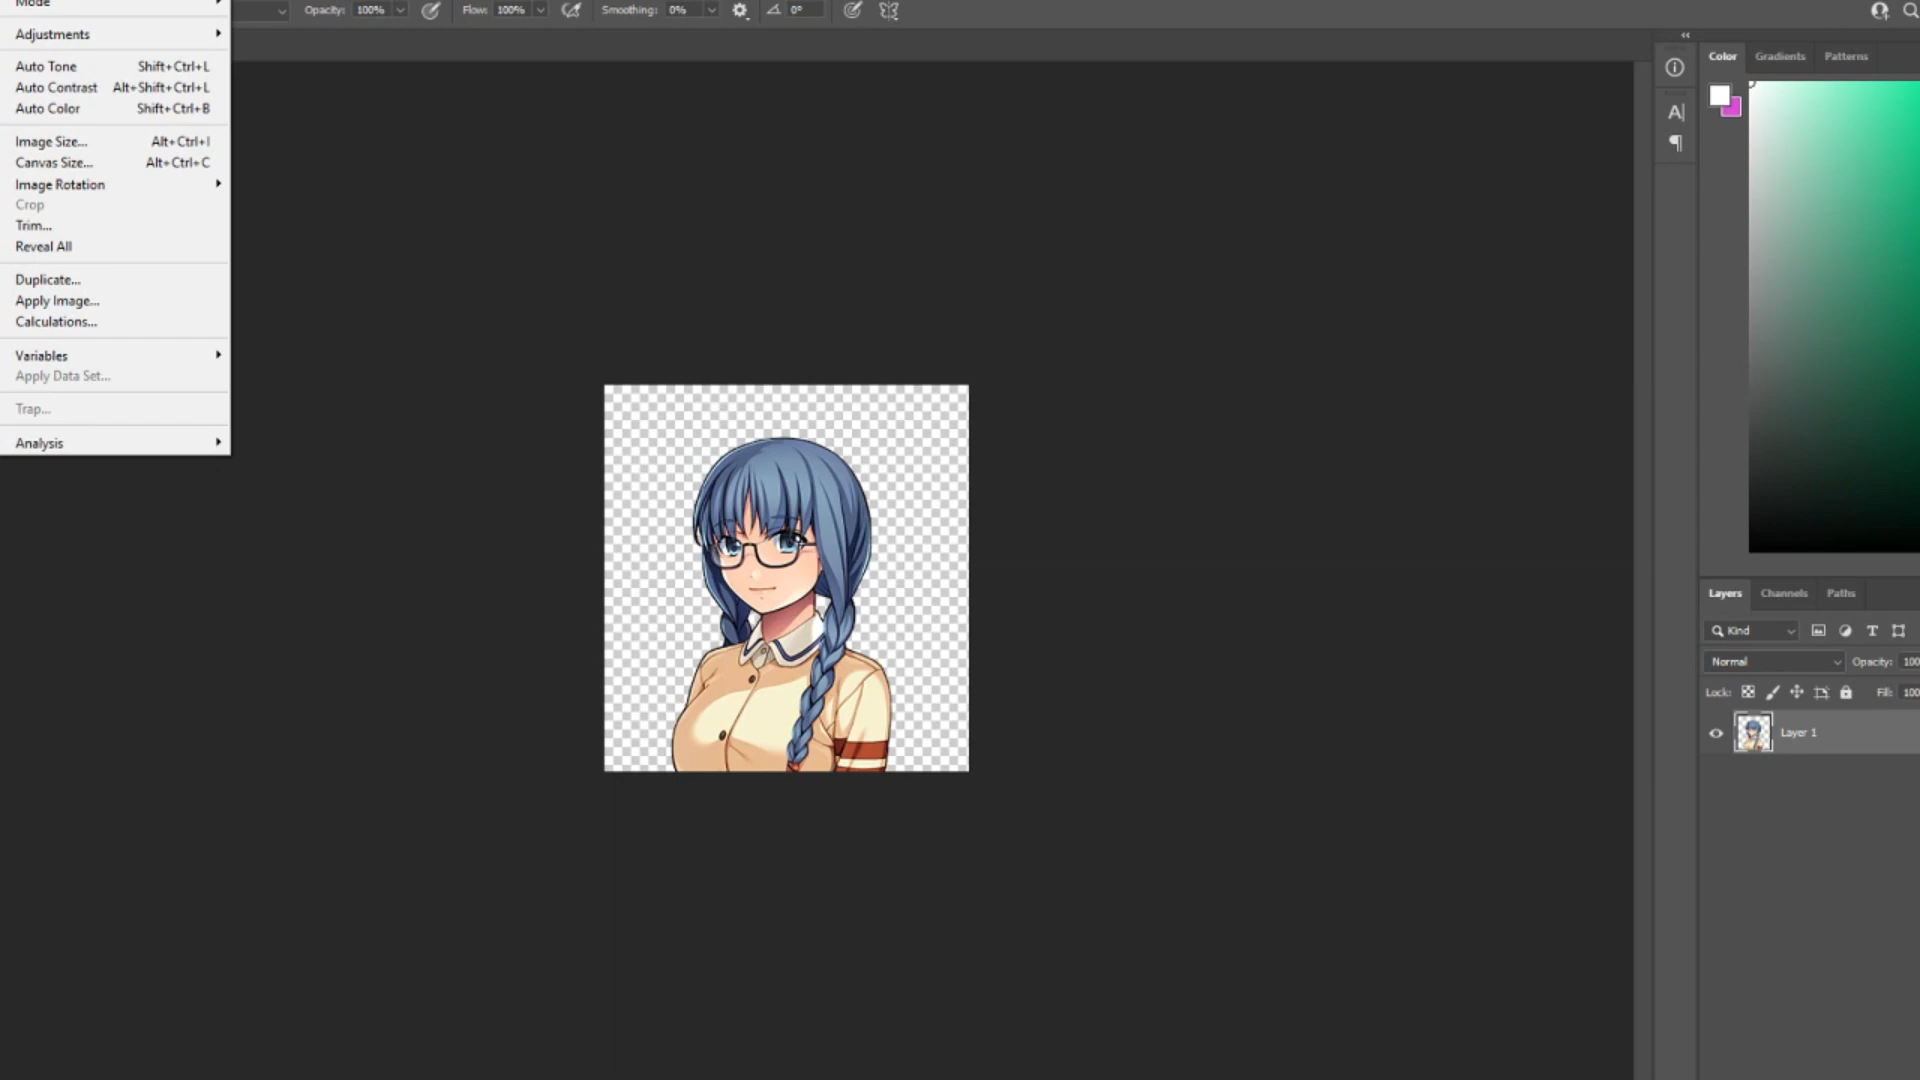 Mode
Opacity: 100% Flow: 100% Smoothing: 0% 0°
Adjustments
Auto Tone Shift+Ctrl+L
Auto Contrast Alt+Shift+Ctrl+L
Auto Color Shift+Ctrl+B
Image Size... Alt+Ctrl+I
Canvas Size... Alt+Ctrl+C
Image Rotation
Crop
Trim...
Reveal All
Duplicate...
Apply Image...
Calculations...
Variables
Apply Data Set...
Trap...
Analysis
Color Gradients Patterns
A
Layers Channels Paths
Kind T
Normal Opacity: 100
Lock: Fill: 100
Layer 1